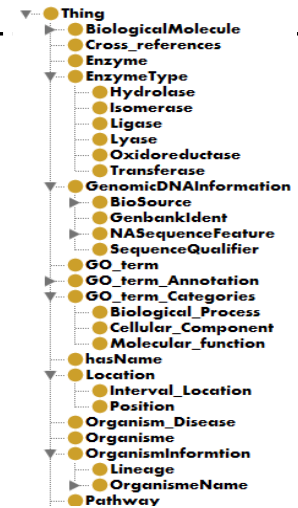 Thing
BiologicalMolecule
Cross_references
Enzyme
EnzymeType
Hydrolase
Isomerase
Ligase
Lyase
Oxidoreductase
Transferase
GenomicDNAInformation
BioSource
GenbankIdent
NASequenceFeature
SequenceQualifier
GO_term
GO_term_Annotation
GO_term_Categories
Biological_Process
Cellular_Component
Molecular_function
hasName
Location
Interval_Location
Position
Organism_Disease
Organisme
OrganismInformtion
Lineage
OrganismeName
Pathway